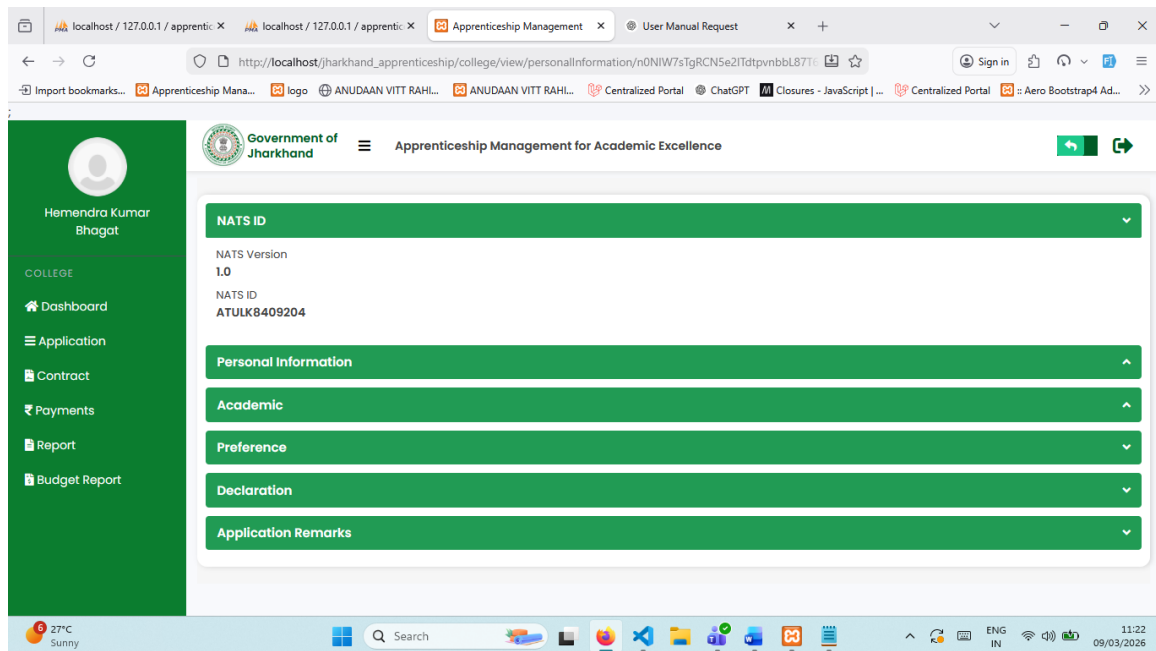 localhost / 127.0.0.1 / apprentic
localhost / 127.0.0.1 / apprentic
Apprenticeship Management
User Manual Request
http://localhost/jharkhand_apprenticeship/college/view/personalInformation/
Sign in
Import bookmarks...
Apprenticeship Mana...
logo
ANUDAAN VITT RAHI...
ANUDAAN VITT RAHI...
Centralized Portal
ChatGPT
Closures - JavaScript | ...
Centralized Portal
:: Aero Bootstrap4 Ad...
;
Government of
Jharkhand
Apprenticeship Management for Academic Excellence
Hemendra Kumar
Bhagat
COLLEGE
Dashboard
Application
Contract
Payments
Report
Budget Report
NATS ID
NATS Version
1.0
NATS ID
ATULK8409204
Personal Information
Academic
Preference
Declaration
Application Remarks
6
27°C
Sunny
Search
ENG
IN
11:22
09/03/2026